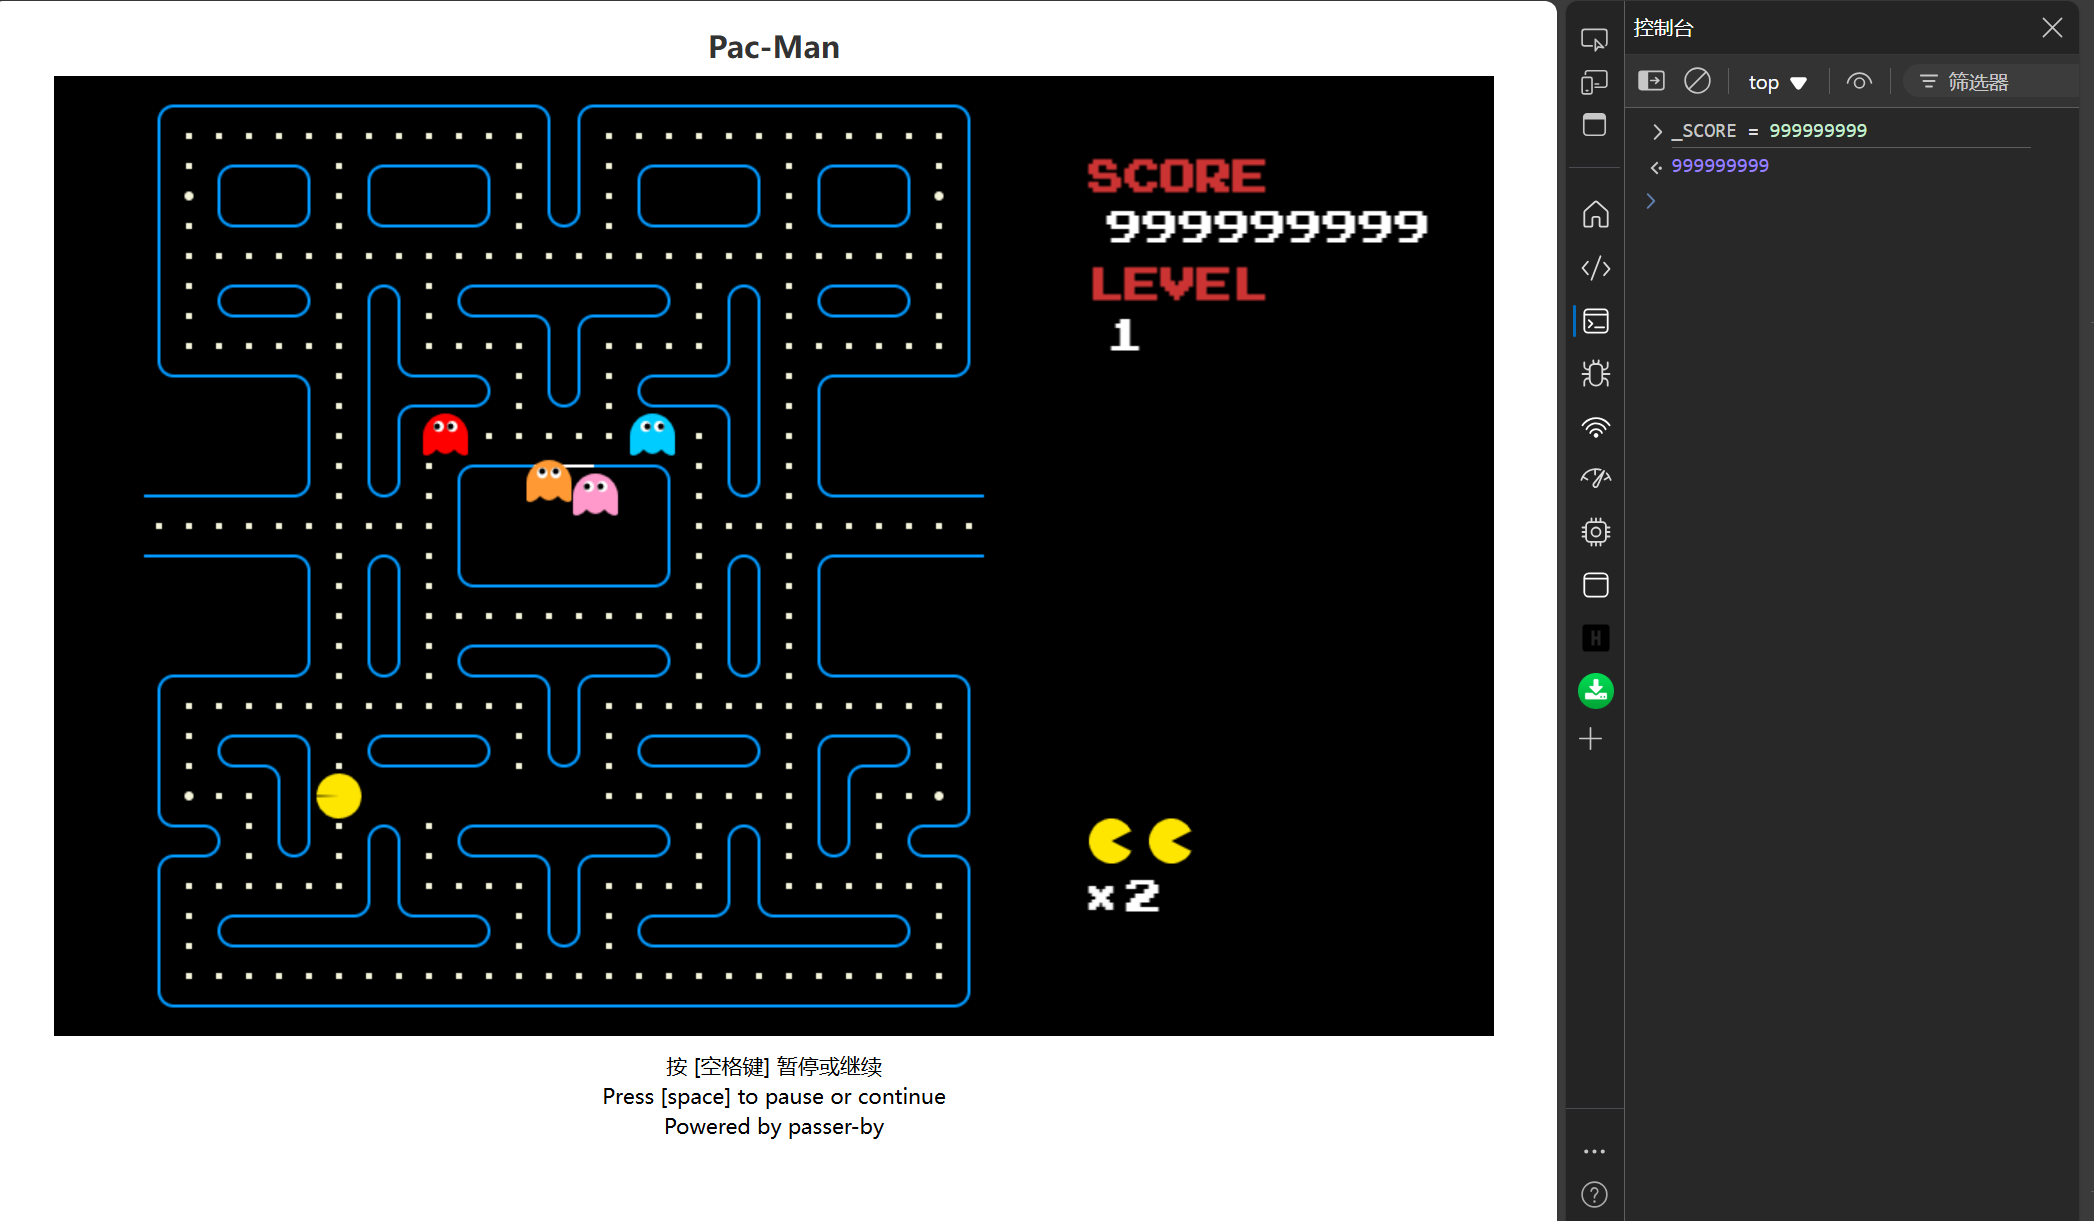 Pac-Man
SCORE
999999999
LEVEL
1
x2
按 [空格键] 暂停或继续
Press [space] to pause or continue
Powered by passer-by
控制台
top
筛选器
_SCORE = 999999999
999999999
H